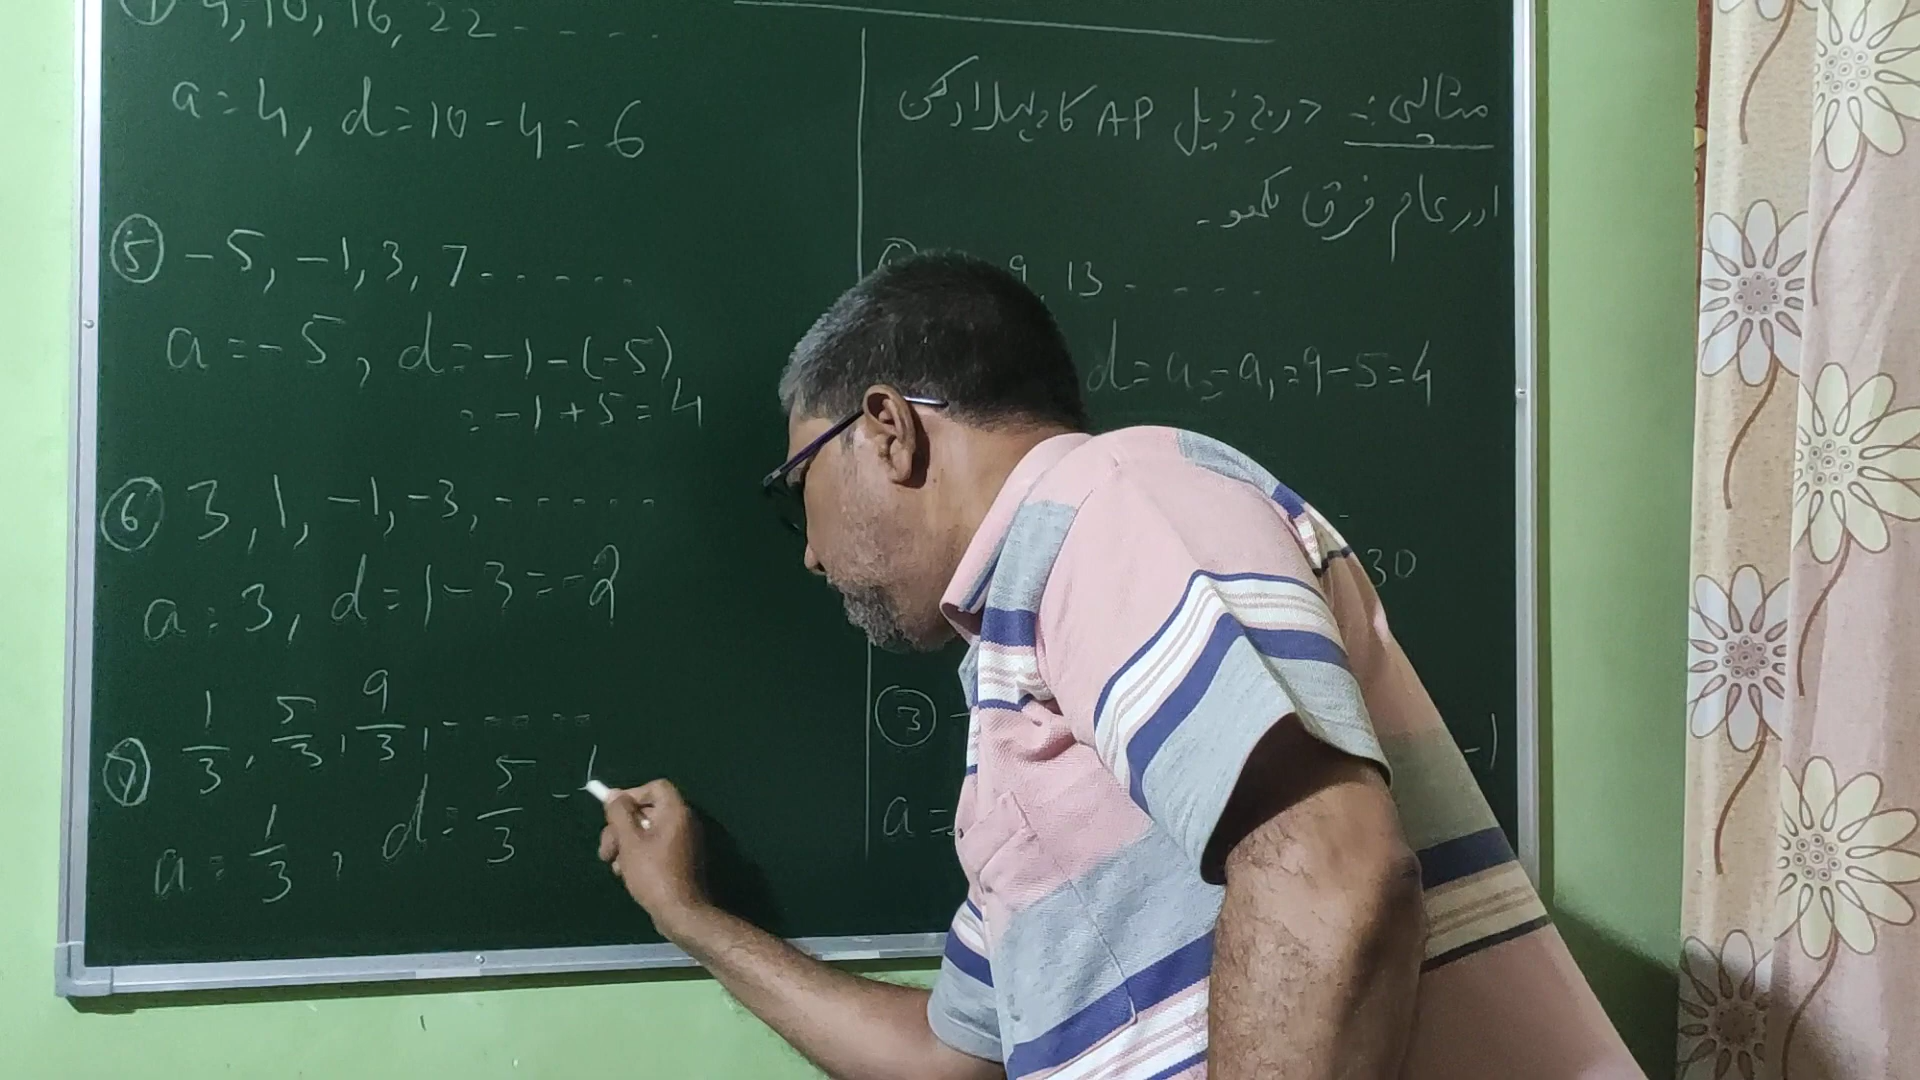 4, 10, 16, 22 - - - -
a = 4, d = 10 - 4 = 6
⑤ -5, -1, 3, 7 - - - - -
a = -5, d = -1 - (-5)
= -1 + 5 = 4
⑥ 3, 1, -1, -3, - - - - -
a = 3, d = 1 - 3 = -2
⑦ 1/3, 5/3, 9/3, - - - - -
a = 1/3, d = 5/3 - 1
مثالیں :- درج ذیل AP کا پہلا رکن
اور عام فرق لکھو۔
9, 13 - - - -
d = a₂ - a₁ = 9 - 5 = 4
30
③ -
-1
a =